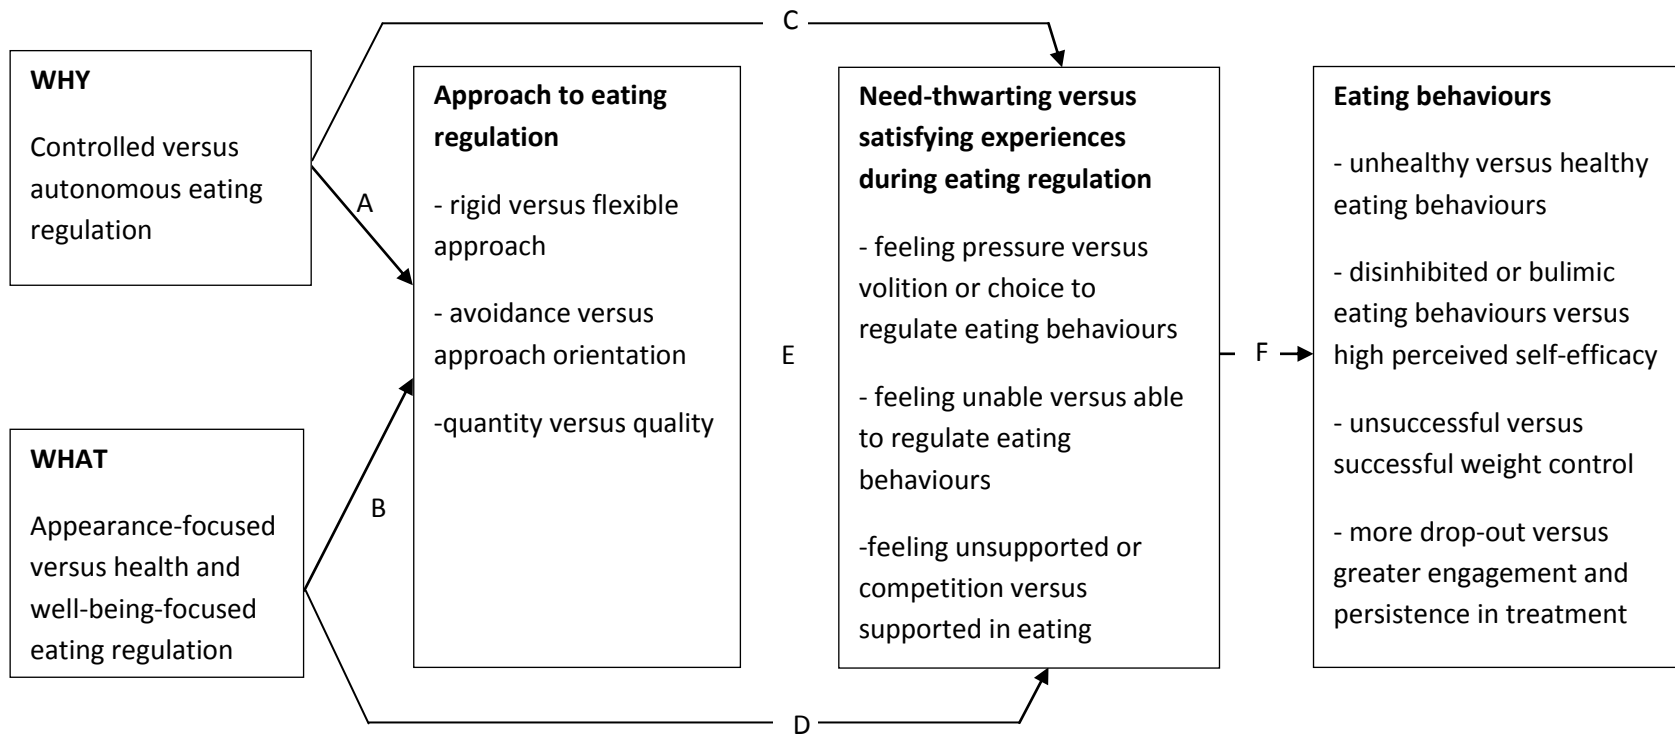 C
WHY
Controlled versus
autonomous eating
regulation
A
WHAT
Appearance-focused
versus health and
well-being-focused
eating regulation
B
Approach to eating
regulation
- rigid versus flexible
approach
- avoidance versus
approach orientation
-quantity versus quality
E
Need-thwarting versus
satisfying experiences
during eating regulation
- feeling pressure versus
volition or choice to
regulate eating behaviours
- feeling unable versus able
to regulate eating
behaviours
-feeling unsupported or
competition versus
supported in eating
F
Eating behaviours
- unhealthy versus healthy
eating behaviours
- disinhibited or bulimic
eating behaviours versus
high perceived self-efficacy
- unsuccessful versus
successful weight control
- more drop-out versus
greater engagement and
persistence in treatment
D